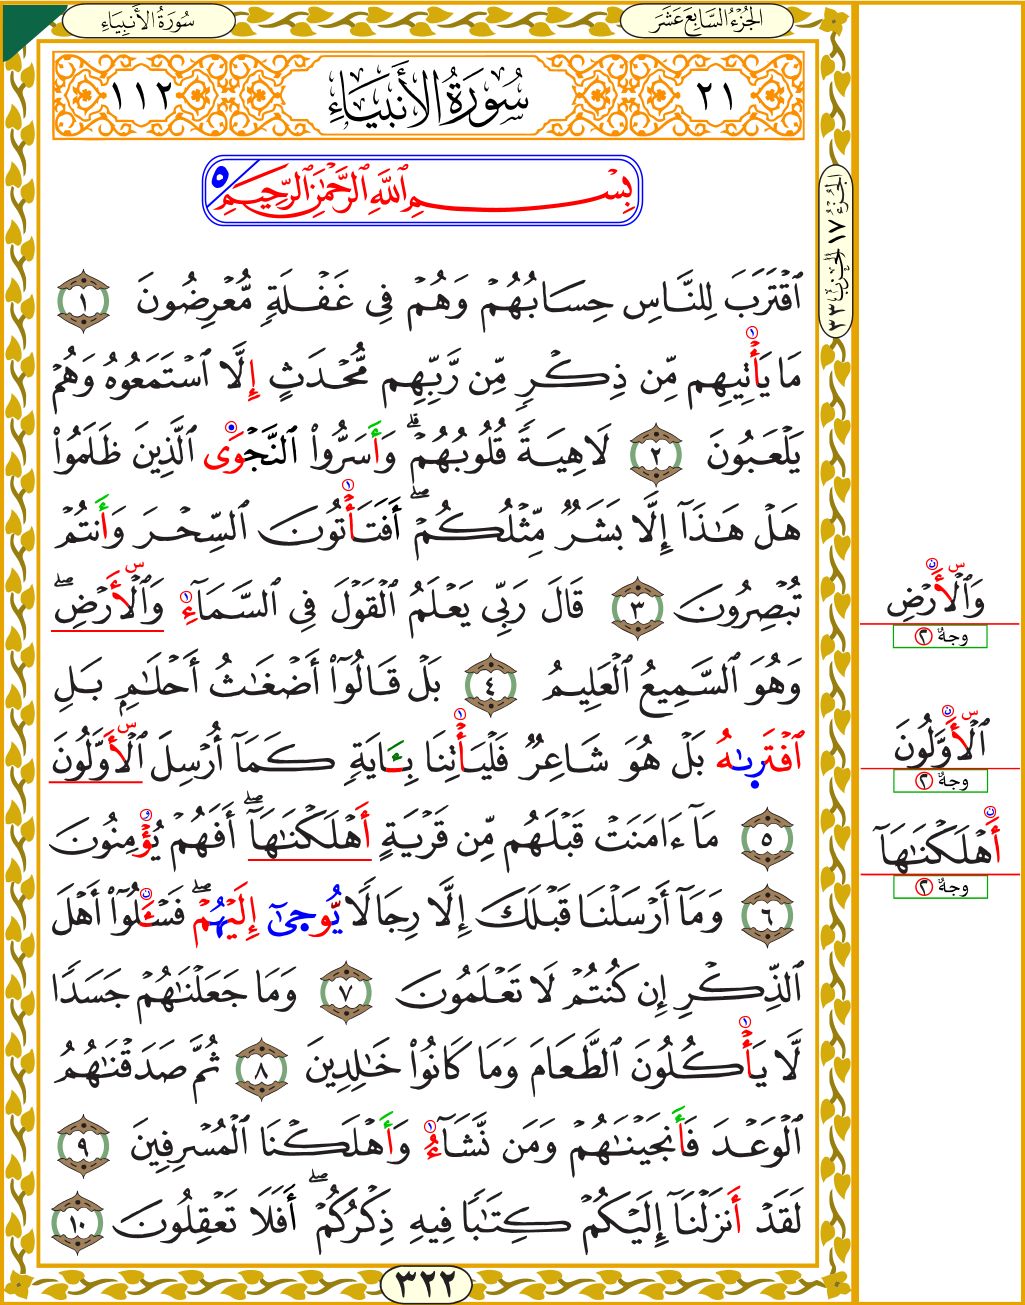 سُورَةُ الأَنْبِيَاءِ
الجُزْءُ السَّابِعَ عَشَرَ
٢١ سُورَةُ الأَنبِيَاءِ ١١٢
بِسْمِ ٱللَّهِ ٱلرَّحْمَٰنِ ٱلرَّحِيمِ ٥
الجُزْءُ ١٧ الحِزْبُ ٣٣
ٱقْتَرَبَ لِلنَّاسِ حِسَابُهُمْ وَهُمْ فِي غَفْلَةٍ مُّعْرِضُونَ ١
مَا يَأْتِيهِم مِّن ذِكْرٍ مِّن رَّبِّهِم مُّحْدَثٍ إِلَّا ٱسْتَمَعُوهُ وَهُمْ
يَلْعَبُونَ ٢ لَاهِيَةً قُلُوبُهُمْۗ وَأَسَرُّوا۟ ٱلنَّجْوَى ٱلَّذِينَ ظَلَمُوا۟
هَلْ هَٰذَآ إِلَّا بَشَرٌ مِّثْلُكُمْۖ أَفَتَأْتُونَ ٱلسِّحْرَ وَأَنتُمْ
تُبْصِرُونَ ٣ قَالَ رَبِّي يَعْلَمُ ٱلْقَوْلَ فِي ٱلسَّمَآءِ وَٱلْأَرْضِۖ
وَهُوَ ٱلسَّمِيعُ ٱلْعَلِيمُ ٤ بَلْ قَالُوٓا۟ أَضْغَٰثُ أَحْلَٰمٍ بَلِ
ٱفْتَرَىٰهُ بَلْ هُوَ شَاعِرٌ فَلْيَأْتِنَا بِـَٔايَةٍ كَمَآ أُرْسِلَ ٱلْأَوَّلُونَ
٥ مَآ ءَامَنَتْ قَبْلَهُم مِّن قَرْيَةٍ أَهْلَكْنَٰهَآۖ أَفَهُمْ يُؤْمِنُونَ
٦ وَمَآ أَرْسَلْنَا قَبْلَكَ إِلَّا رِجَالًا يُّوحَىٰٓ إِلَيْهُمْۖ فَسْـَٔلُوٓا۟ أَهْلَ
ٱلذِّكْرِ إِن كُنتُمْ لَا تَعْلَمُونَ ٧ وَمَا جَعَلْنَٰهُمْ جَسَدًا
لَّا يَأْكُلُونَ ٱلطَّعَامَ وَمَا كَانُوا۟ خَٰلِدِينَ ٨ ثُمَّ صَدَقْنَٰهُمُ
ٱلْوَعْدَ فَأَنجَيْنَٰهُمْ وَمَن نَّشَآءُ وَأَهْلَكْنَا ٱلْمُسْرِفِينَ ٩
لَقَدْ أَنزَلْنَآ إِلَيْكُمْ كِتَٰبًا فِيهِ ذِكْرُكُمْۖ أَفَلَا تَعْقِلُونَ ١٠
٣٢٢
وَٱلْأَرْضِ
وجهٌ ٢
ٱلْأَوَّلُونَ
وجهٌ ٢
أَهْلَكْنَٰهَآ
وجهٌ ٢